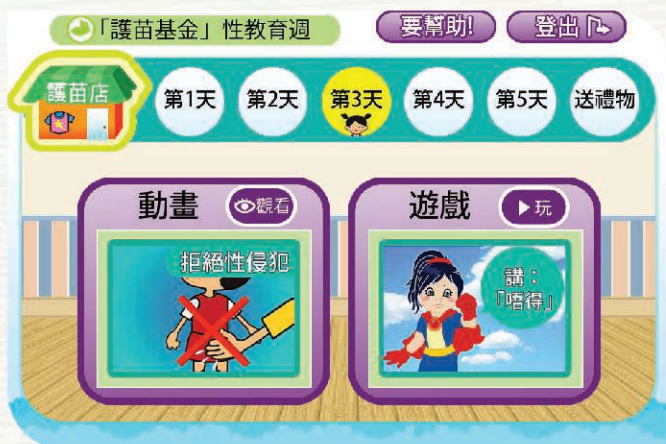 「護苗基金」性教育週
要幫助!
登出
護苗店
第1天
第2天
第3天
第4天
第5天
送禮物
動畫
觀看
拒絕性侵犯
遊戲
玩
講：
「唔得」